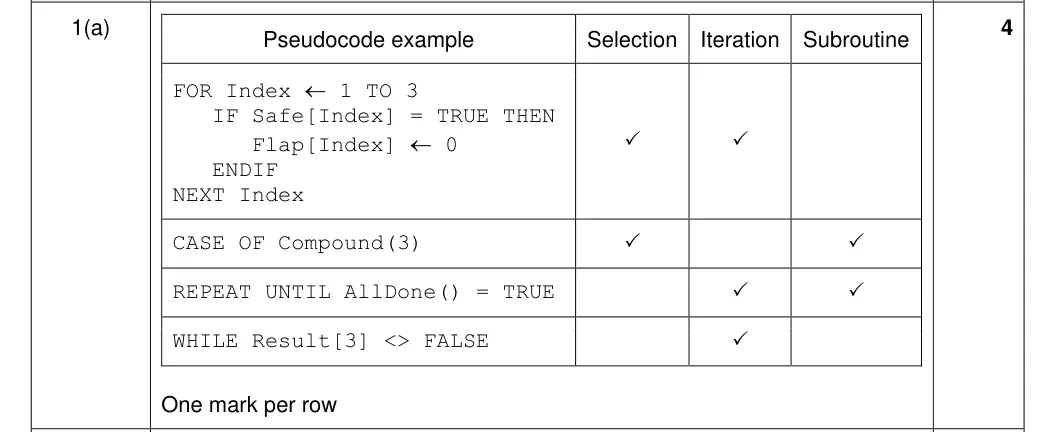 1(a)
Pseudocode example Selection Iteration Subroutine
4
FOR Index ← 1 TO 3
IF Safe[Index] = TRUE THEN
Flap[Index] ← 0
ENDIF
NEXT Index
✓ ✓
CASE OF Compound(3) ✓ ✓
REPEAT UNTIL AllDone() = TRUE ✓ ✓
WHILE Result[3] <> FALSE ✓
One mark per row